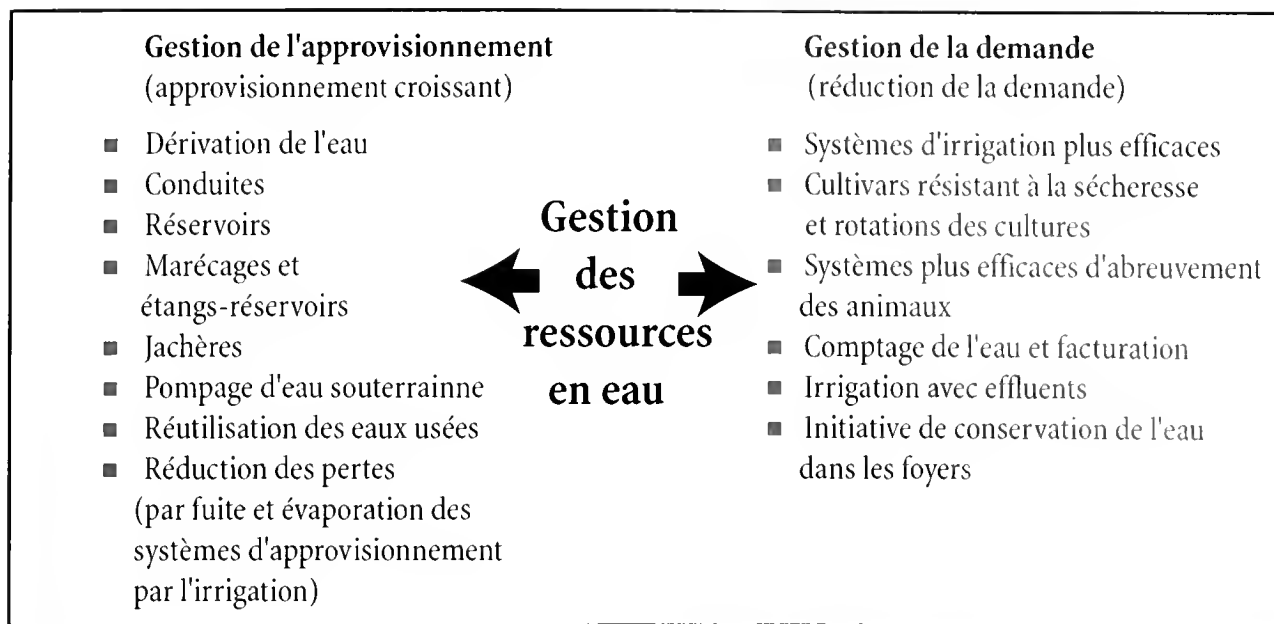 Gestion de l'approvisionnement
(approvisionnement croissant)
■ Dérivation de l'eau
■ Conduites
■ Réservoirs
■ Marécages et
étangs-réservoirs
■ Jachères
■ Pompage d'eau souterrainne
■ Réutilisation des eaux usées
■ Réduction des pertes
(par fuite et évaporation des
systèmes d'approvisionnement
par l'irrigation)
Gestion
des
ressources
en eau
Gestion de la demande
(réduction de la demande)
■ Systèmes d'irrigation plus efficaces
■ Cultivars résistant à la sécheresse
et rotations des cultures
■ Systèmes plus efficaces d'abreuvement
des animaux
■ Comptage de l'eau et facturation
■ Irrigation avec effluents
■ Initiative de conservation de l'eau
dans les foyers